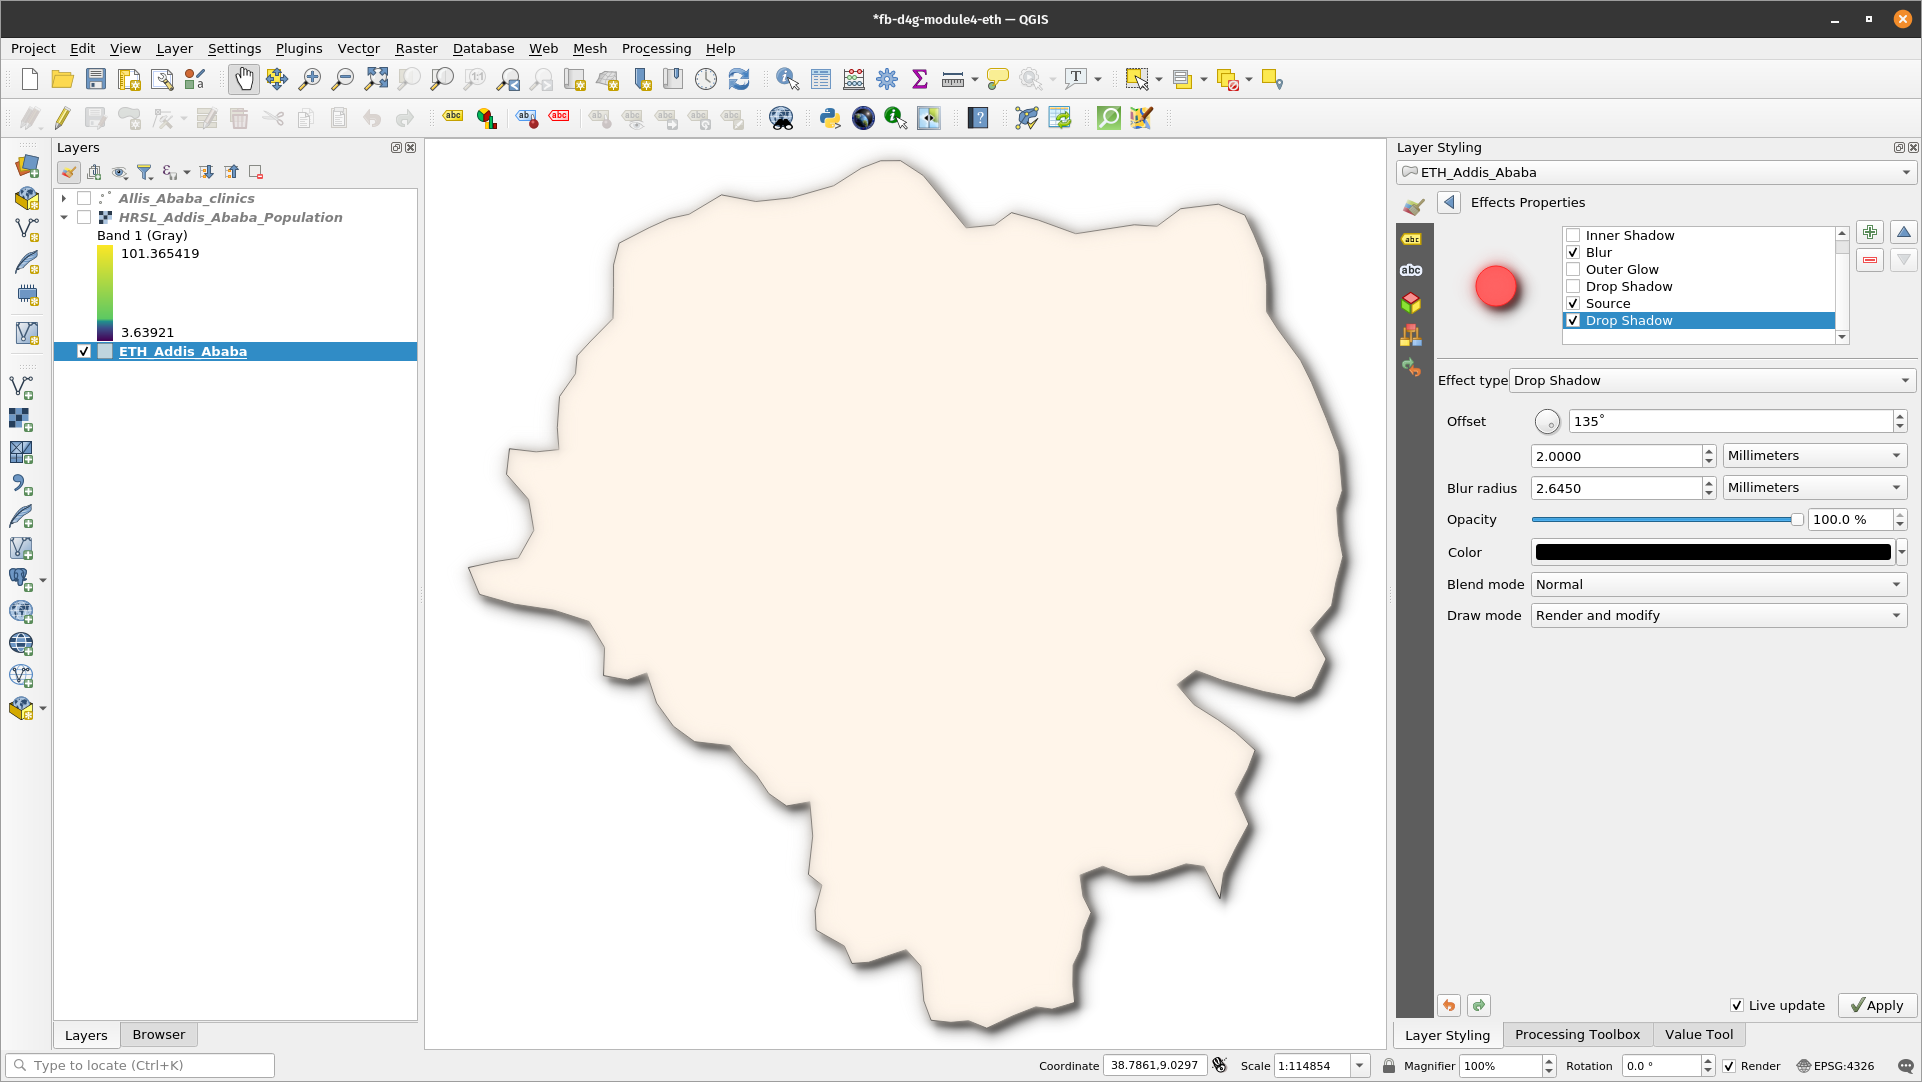 *fb-d4g-module4-eth — QGIS
Project Edit View Layer Settings Plugins Vector Raster Database Web Mesh Processing Help
Layers
Allis_Ababa_clinics
HRSL_Addis_Ababa_Population
Band 1 (Gray)
101.365419
3.63921
ETH_Addis_Ababa
Layers Browser
Layer Styling
ETH_Addis_Ababa
Effects Properties
Inner Shadow
Blur
Outer Glow
Drop Shadow
Source
Drop Shadow
Effect type Drop Shadow
Offset 135°
2.0000 Millimeters
Blur radius 2.6450 Millimeters
Opacity 100.0 %
Color
Blend mode Normal
Draw mode Render and modify
Live update Apply
Layer Styling Processing Toolbox Value Tool
Type to locate (Ctrl+K) Coordinate 38.7861,9.0297 Scale 1:114854 Magnifier 100% Rotation 0.0 ° Render EPSG:4326